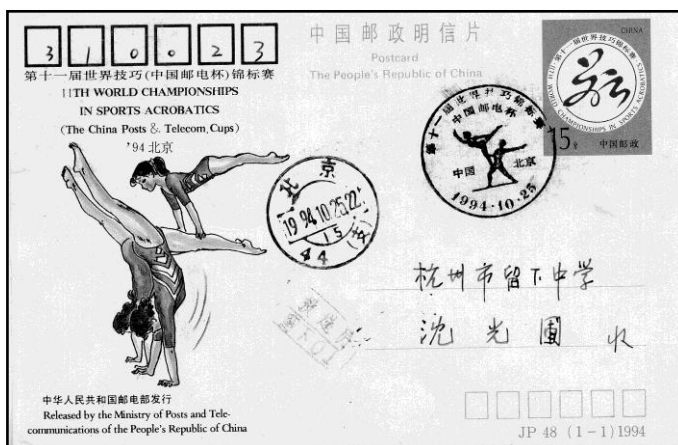 310023
第十一届世界技巧(中国邮电杯)锦标赛
11TH WORLD CHAMPIONSHIPS
IN SPORTS ACROBATICS
(The China Posts & Telecom, Cups)
'94 北京
中国邮政明信片
Postcard
The People's Republic of China
CHINA
第十一届世界技巧锦标赛
11TH WORLD CHAMPIONSHIPS IN SPORTS ACROBATICS
15分
中国邮政
第十一届世界技巧锦标赛
中国邮电杯
中国 北京
1994·10·25
北京
1994.10.25.22
15
44(支)
杭州市留下中学
沈光圃 收
中华人民共和国邮电部发行
Released by the Ministry of Posts and Tele-
communications of the People's Republic of China
JP 48 (1-1) 1994